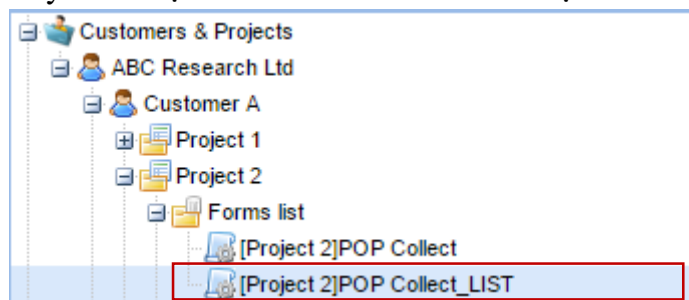 Customers & Projects
ABC Research Ltd
Customer A
Project 1
Project 2
Forms list
[Project 2]POP Collect
[Project 2]POP Collect_LIST